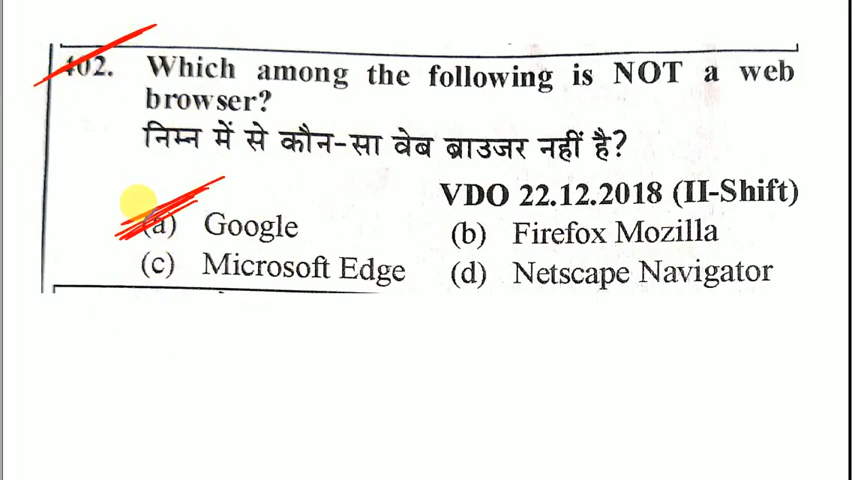 402. Which among the following is NOT a web
browser?
निम्न में से कौन-सा वेब ब्राउजर नहीं है?
VDO 22.12.2018 (II-Shift)
(a) Google (b) Firefox Mozilla
(c) Microsoft Edge (d) Netscape Navigator